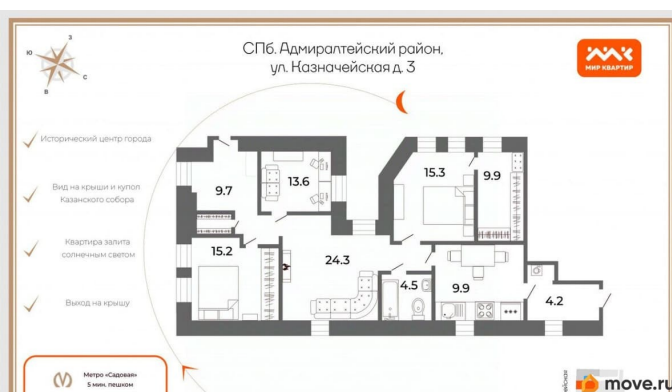 СПб. Адмиралтейский район,
ул. Казначейская д. 3
МИР КВАРТИР
З
Ю
С
В
Исторический центр города
Вид на крыши и купол
Казанского собора
Квартира залита
солнечным светом
Выход на крышу
9.7
13.6
15.3
9.9
15.2
24.3
4.5
9.9
4.2
Метро «Садовая»
5 мин. пешком
move.ru